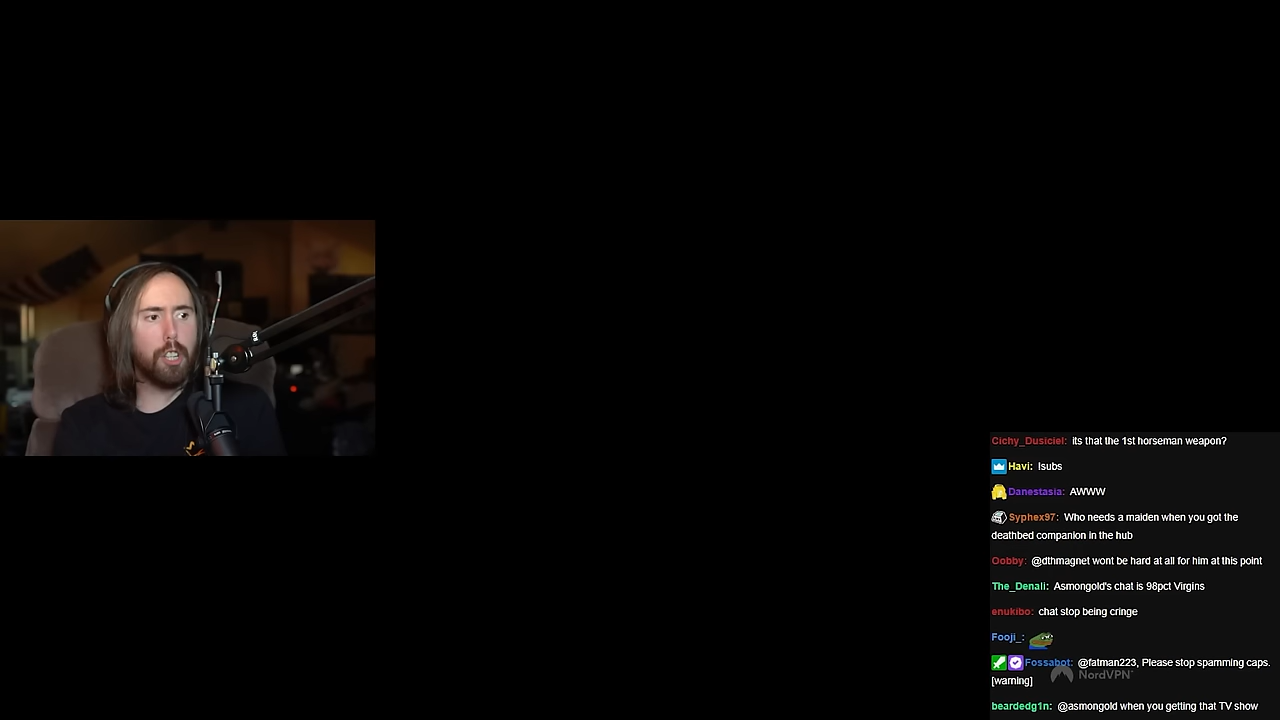 Cichy_Dusiciel: its that the 1st horseman weapon?
Havi: !subs
Danestasia: AWWW
Syphex97: Who needs a maiden when you got the
deathbed companion in the hub
Oobby: @dthmagnet wont be hard at all for him at this point
The_Denali: Asmongold's chat is 98pct Virgins
enukibo: chat stop being cringe
Fooji_:
Fossabot: @fatman223, Please stop spamming caps.
[warning]
NordVPN
beardedg1n: @asmongold when you getting that TV show